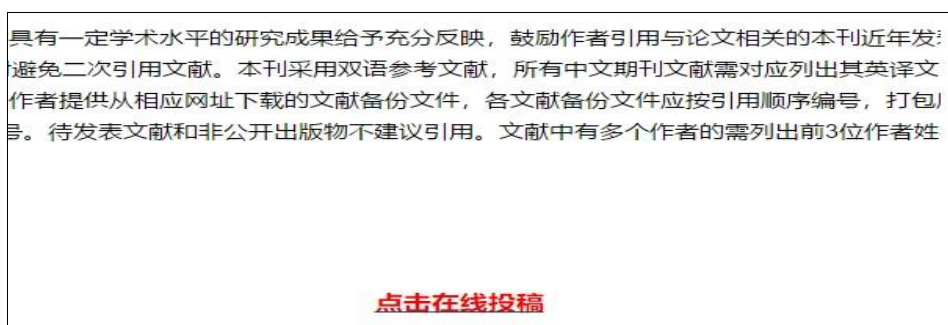 具有一定学术水平的研究成果给予充分反映，鼓励作者引用与论文相关的本刊近年发
避免二次引用文献。本刊采用双语参考文献，所有中文期刊文献需对应列出其英译文
作者提供从相应网址下载的文献备份文件，各文献备份文件应按引用顺序编号，打包
号。待发表文献和非公开出版物不建议引用。文献中有多个作者的需列出前3位作者姓
点击在线投稿